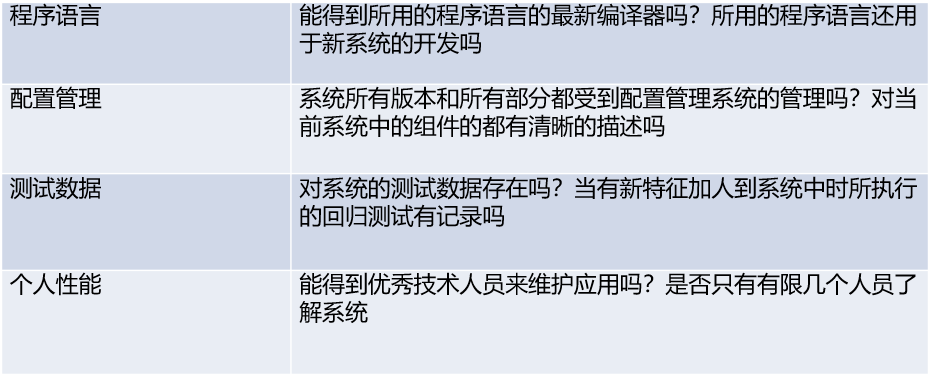 程序语言
能得到所用的程序语言的最新编译器吗？所用的程序语言还用
于新系统的开发吗
配置管理
系统所有版本和所有部分都受到配置管理系统的管理吗？对当
前系统中的组件的都有清晰的描述吗
测试数据
对系统的测试数据存在吗？当有新特征加人到系统中时所执行
的回归测试有记录吗
个人性能
能得到优秀技术人员来维护应用吗？是否只有有限几个人员了
解系统